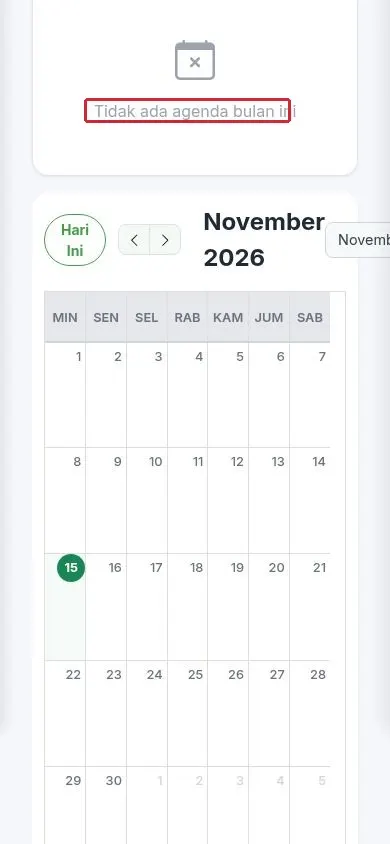 Tidak ada agenda bulan ini
Hari
Ini
November
2026
Novemb
MIN SEN SEL RAB KAM JUM SAB
1 2 3 4 5 6 7
8 9 10 11 12 13 14
15 16 17 18 19 20 21
22 23 24 25 26 27 28
29 30 1 2 3 4 5